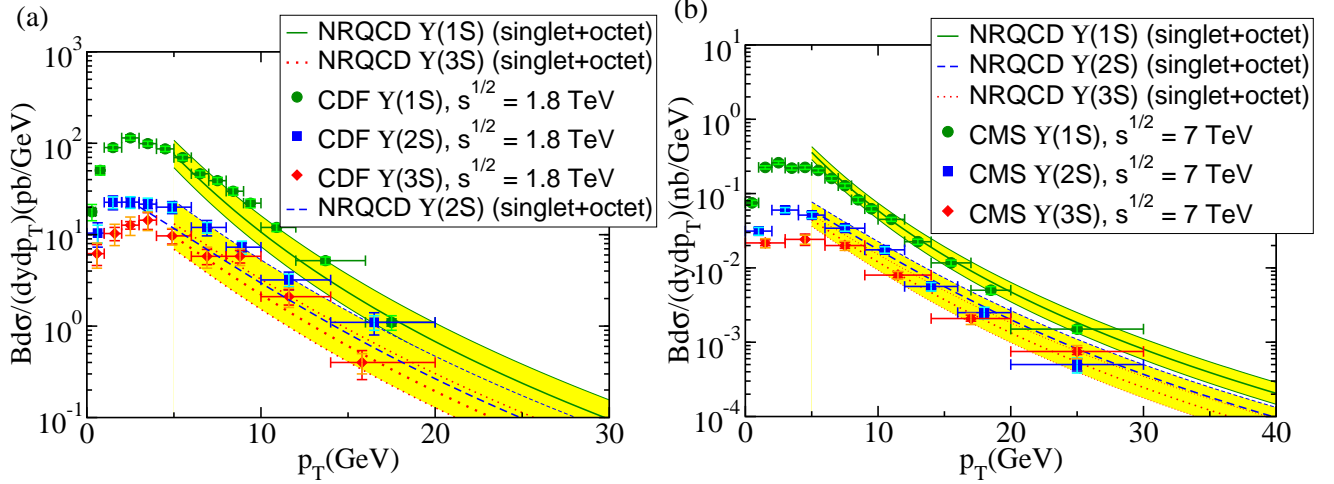 (a)
NRQCD ϒ(1S) (singlet+octet)
NRQCD ϒ(3S) (singlet+octet)
CDF ϒ(1S), s^1/2 = 1.8 TeV
CDF ϒ(2S), s^1/2 = 1.8 TeV
CDF ϒ(3S), s^1/2 = 1.8 TeV
NRQCD ϒ(2S) (singlet+octet)
Bdσ/(dydp_T)(pb/GeV)
10^3
10^2
10^1
10^0
10^-1
0 10 20 30
p_T(GeV)
(b)
NRQCD ϒ(1S) (singlet+octet)
NRQCD ϒ(2S) (singlet+octet)
NRQCD ϒ(3S) (singlet+octet)
CMS ϒ(1S), s^1/2 = 7 TeV
CMS ϒ(2S), s^1/2 = 7 TeV
CMS ϒ(3S), s^1/2 = 7 TeV
Bdσ/(dydp_T)(nb/GeV)
10^1
10^0
10^-1
10^-2
10^-3
10^-4
0 10 20 30 40
p_T(GeV)